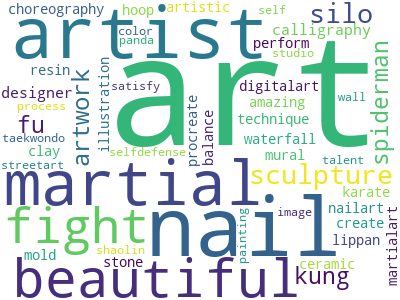 choreography hoop artistic self silo
artist color panda calligraphy
resin perform studio
designer artwork illustration satisfy art digitalart wall spiderman
process fu procreate balance amazing
taekwondo technique
clay selfdefense waterfall
streetart mural talent
martial sculpture
karate
fight nail nailart martialart
painting image create
shaolin lippan
mold stone ceramic
beautiful kung